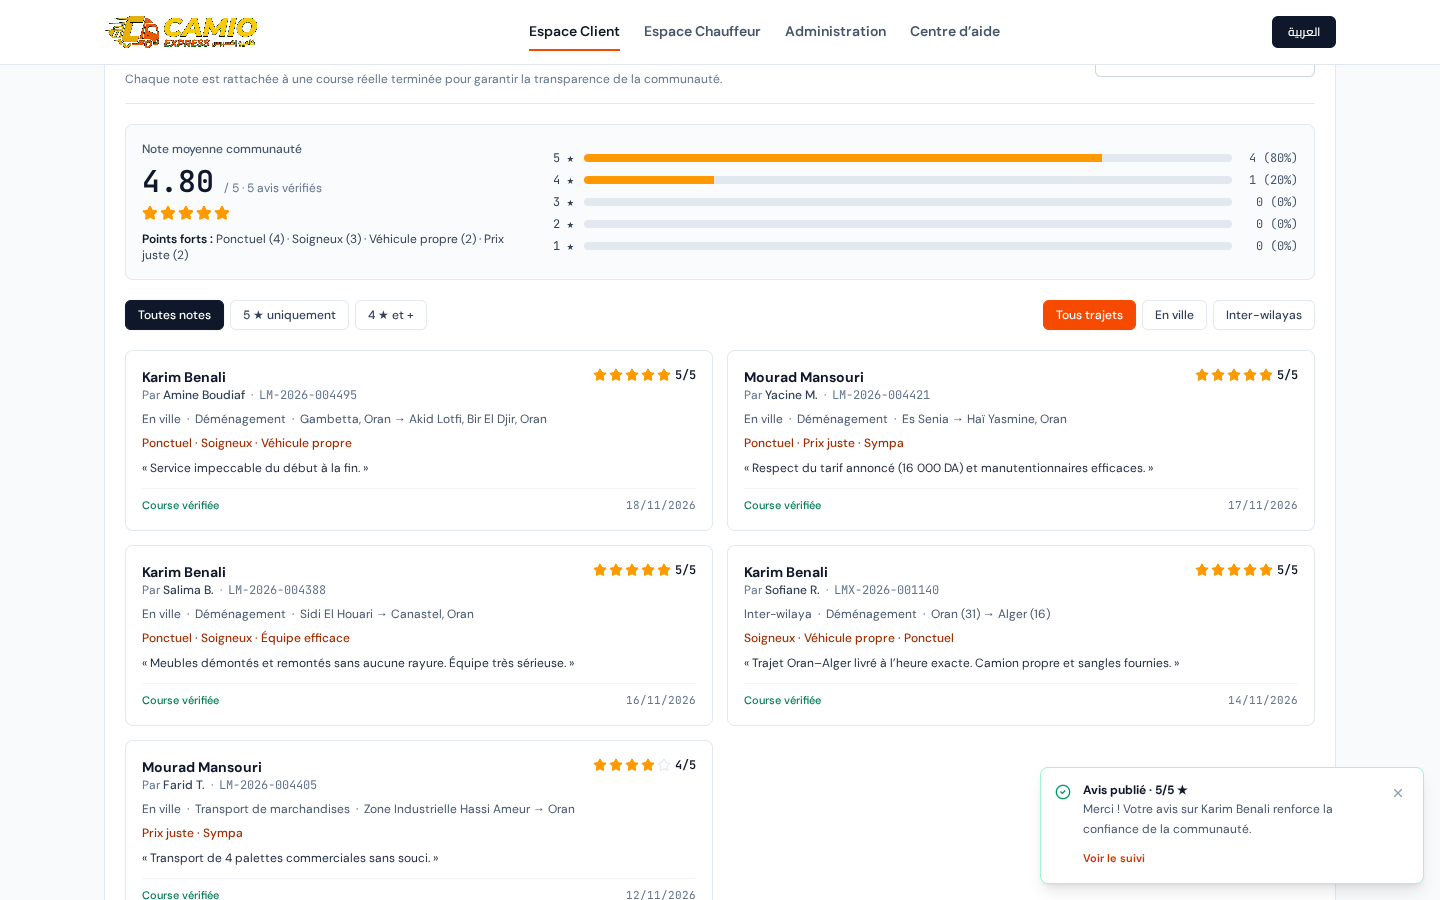 CAMIO
EXPRESS
Espace Client
Espace Chauffeur
Administration
Centre d’aide
العربية
Chaque note est rattachée à une course réelle terminée pour garantir la transparence de la communauté.
Note moyenne communauté
4.80 / 5 · 5 avis vérifiés
★★★★★
Points forts : Ponctuel (4) · Soigneux (3) · Véhicule propre (2) · Prix
juste (2)
5 ★ 4 (80%)
4 ★ 1 (20%)
3 ★ 0 (0%)
2 ★ 0 (0%)
1 ★ 0 (0%)
Toutes notes
5 ★ uniquement
4 ★ et +
Tous trajets
En ville
Inter-wilayas
Karim Benali
★★★★★ 5/5
Par Amine Boudiaf · LM-2026-004495
En ville · Déménagement · Gambetta, Oran → Akid Lotfi, Bir El Djir, Oran
Ponctuel · Soigneux · Véhicule propre
« Service impeccable du début à la fin. »
Course vérifiée
18/11/2026
Mourad Mansouri
★★★★★ 5/5
Par Yacine M. · LM-2026-004421
En ville · Déménagement · Es Senia → Haï Yasmine, Oran
Ponctuel · Prix juste · Sympa
« Respect du tarif annoncé (16 000 DA) et manutentionnaires efficaces. »
Course vérifiée
17/11/2026
Karim Benali
★★★★★ 5/5
Par Salima B. · LM-2026-004388
En ville · Déménagement · Sidi El Houari → Canastel, Oran
Ponctuel · Soigneux · Équipe efficace
« Meubles démontés et remontés sans aucune rayure. Équipe très sérieuse. »
Course vérifiée
16/11/2026
Karim Benali
★★★★★ 5/5
Par Sofiane R. · LMX-2026-001140
Inter-wilaya · Déménagement · Oran (31) → Alger (16)
Soigneux · Véhicule propre · Ponctuel
« Trajet Oran–Alger livré à l’heure exacte. Camion propre et sangles fournies. »
Course vérifiée
14/11/2026
Mourad Mansouri
★★★★☆ 4/5
Par Farid T. · LM-2026-004405
En ville · Transport de marchandises · Zone Industrielle Hassi Ameur → Oran
Prix juste · Sympa
« Transport de 4 palettes commerciales sans souci. »
Course vérifiée
12/11/2026
Avis publié · 5/5 ★
Merci ! Votre avis sur Karim Benali renforce la
confiance de la communauté.
Voir le suivi